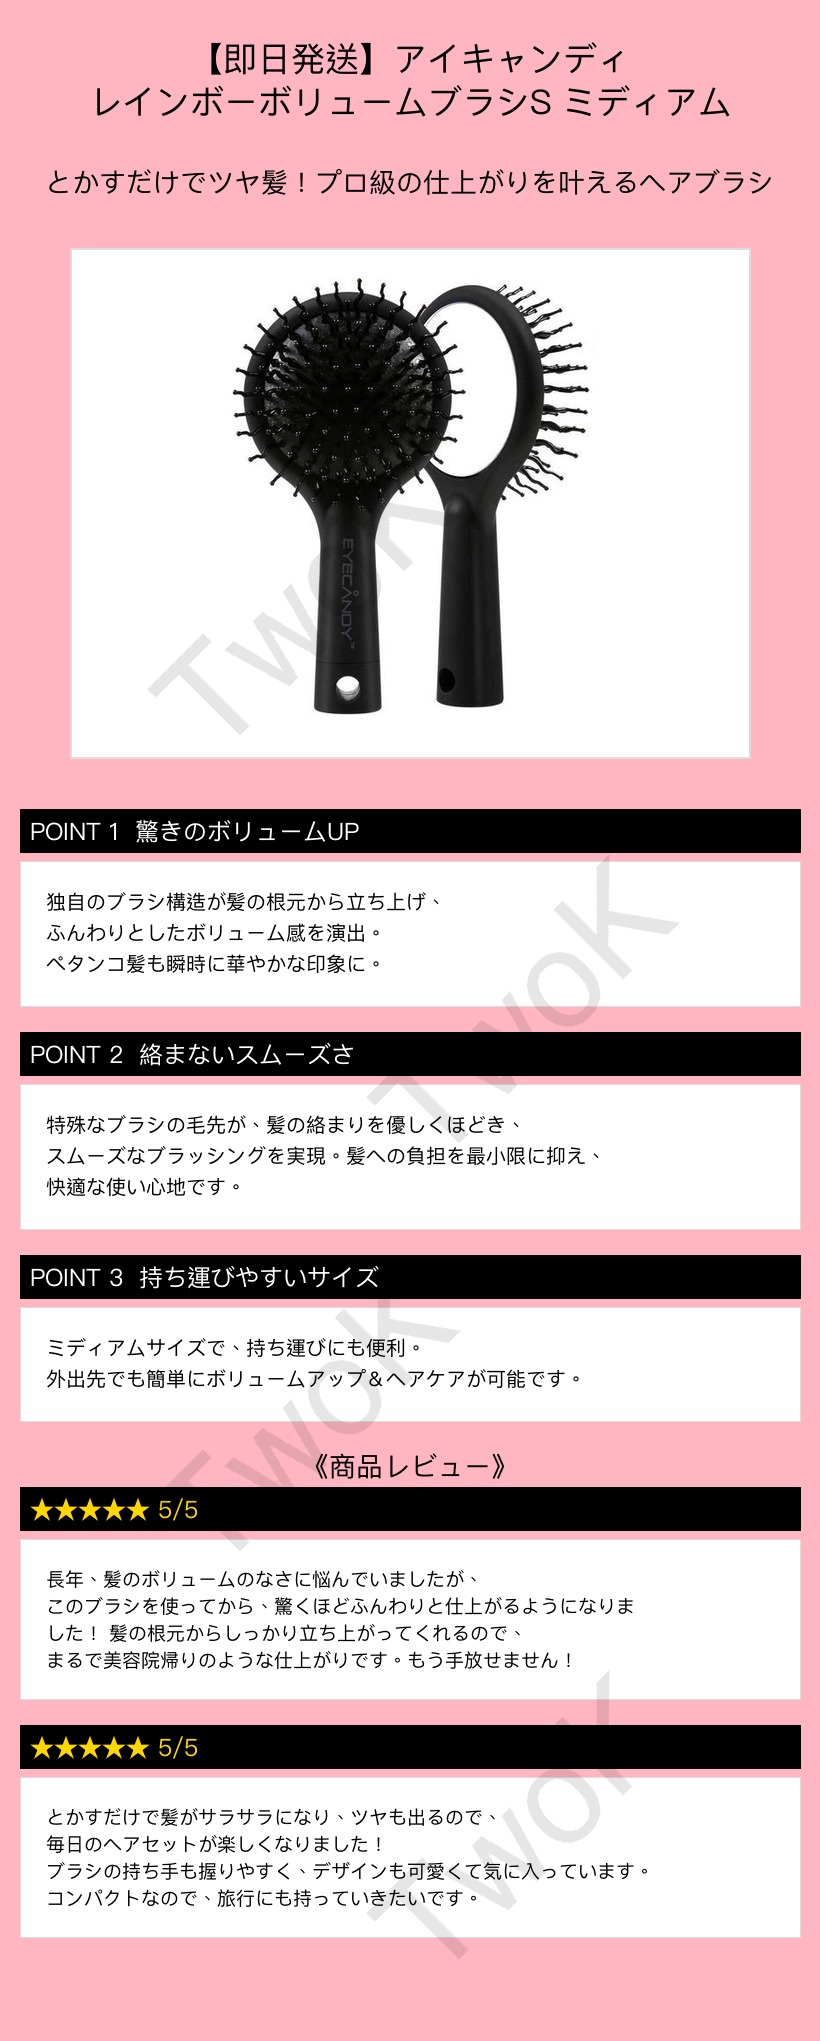 【即日発送】アイキャンディ
レインボーボリュームブラシS ミディアム
とかすだけでツヤ髪！プロ級の仕上がりを叶えるヘアブラシ
EYECANDY™
TwoK
POINT 1 驚きのボリュームUP
独自のブラシ構造が髪の根元から立ち上げ、
ふんわりとしたボリューム感を演出。
ペタンコ髪も瞬時に華やかな印象に。
TwoK
POINT 2 絡まないスムーズさ
特殊なブラシの毛先が、髪の絡まりを優しくほどき、
スムーズなブラッシングを実現。髪への負担を最小限に抑え、
快適な使い心地です。
POINT 3 持ち運びやすいサイズ
ミディアムサイズで、持ち運びにも便利。
外出先でも簡単にボリュームアップ＆ヘアケアが可能です。
TwoK
《商品レビュー》
★★★★★ 5/5
長年、髪のボリュームのなさに悩んでいましたが、
このブラシを使ってから、驚くほどふんわりと仕上がるようになりま
した！ 髪の根元からしっかり立ち上がってくれるので、
まるで美容院帰りのような仕上がりです。もう手放せません！
★★★★★ 5/5
とかすだけで髪がサラサラになり、ツヤも出るので、
毎日のヘアセットが楽しくなりました！
ブラシの持ち手も握りやすく、デザインも可愛くて気に入っています。
コンパクトなので、旅行にも持っていきたいです。
TwoK